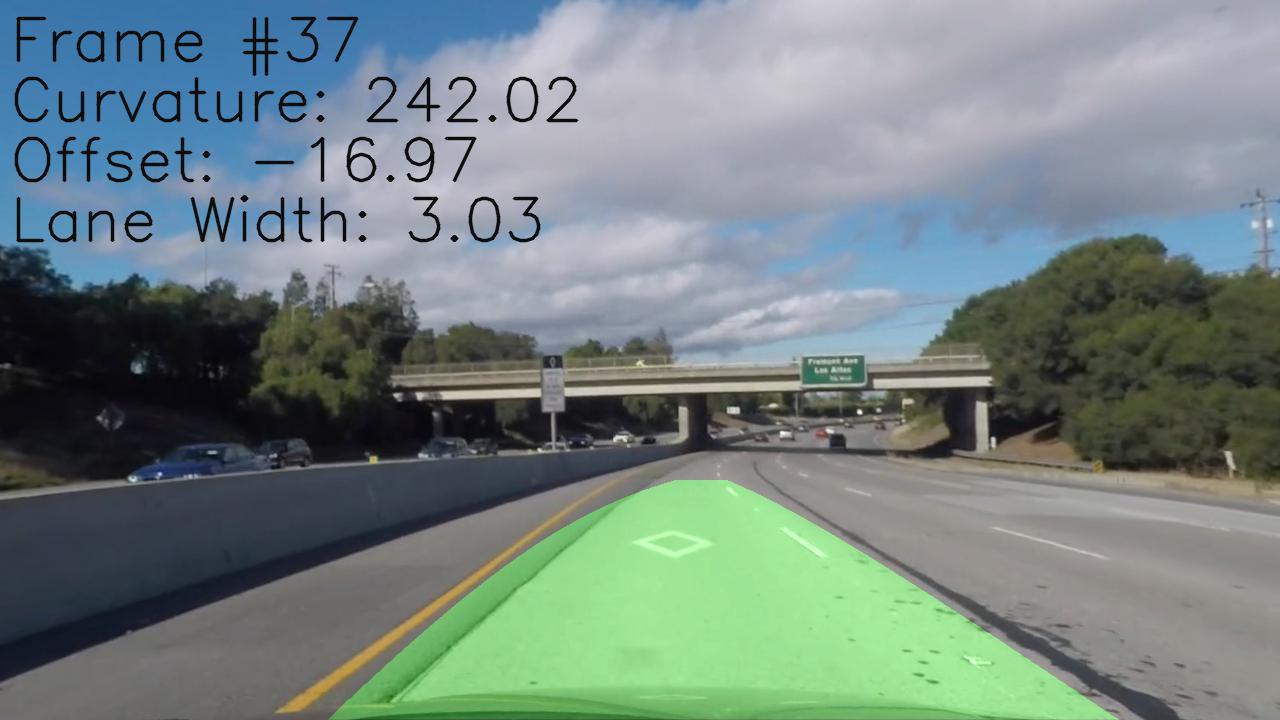 Frame #37
Curvature: 242.02
Offset: -16.97
Lane Width: 3.03
Fremont Ave
Los Altos